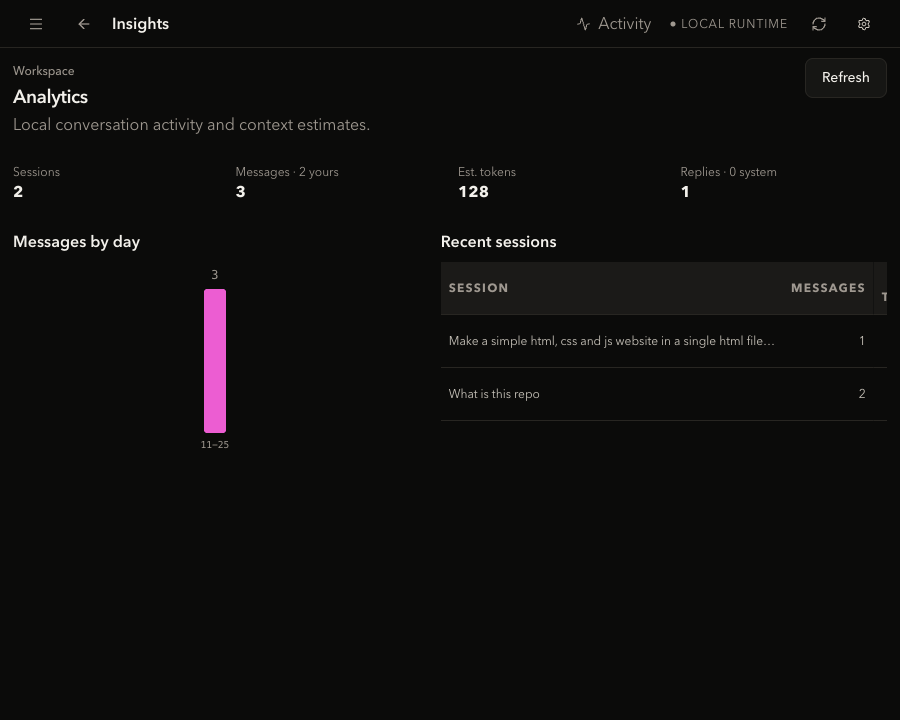 Insights
Activity
LOCAL RUNTIME
Workspace
Analytics
Local conversation activity and context estimates.
Refresh
Sessions
2
Messages · 2 yours
3
Est. tokens
128
Replies · 0 system
1
Messages by day
3
11–25
Recent sessions
SESSION MESSAGES
Make a simple html, css and js website in a single html file… 1
What is this repo 2